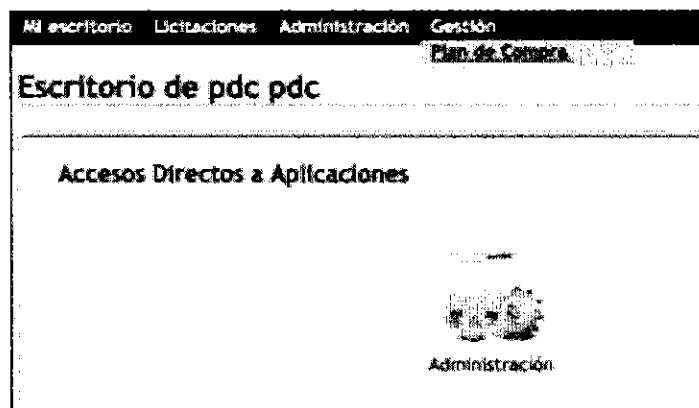 Mi escritorio Licitaciones Administración Gestión
Plan de Compra
Escritorio de pdc pdc
Accesos Directos a Aplicaciones
Administración